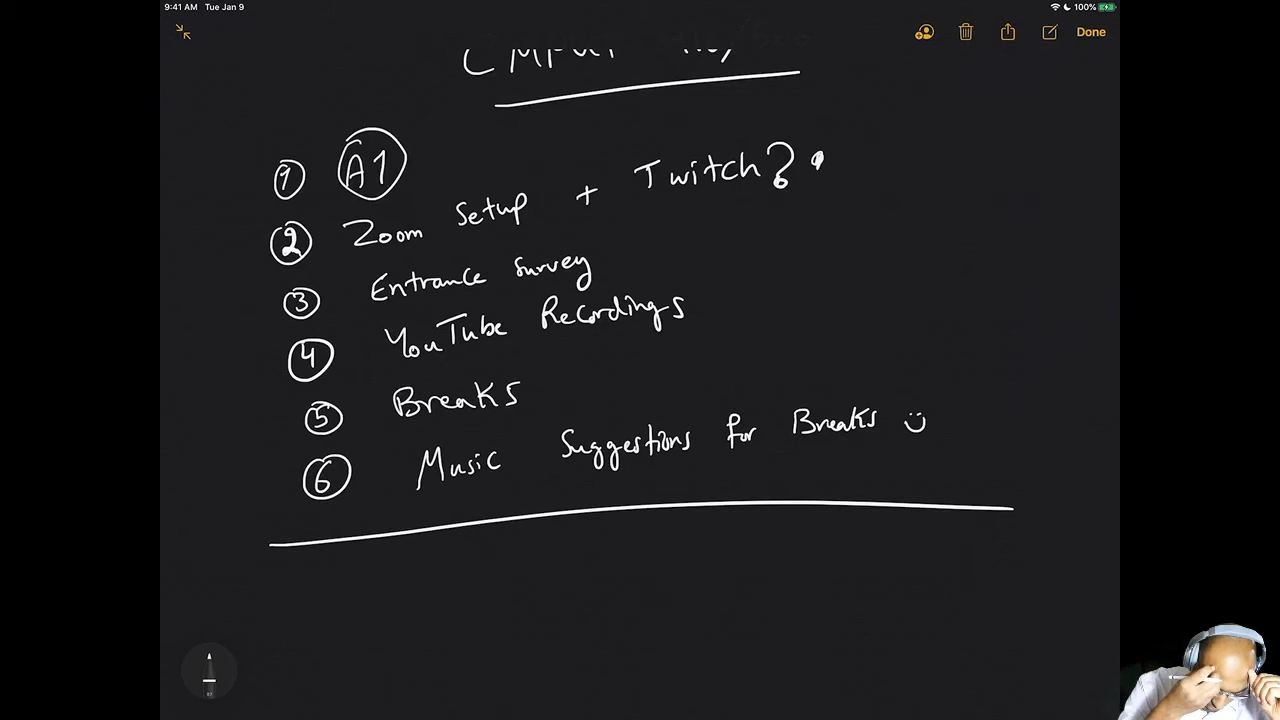 9:41 AM Tue Jan 9
100%
Done
CMPUT
1 A1
2 Zoom Setup + Twitch?
3 Entrance Survey
4 YouTube Recordings
5 Breaks
6 Music Suggestions for Breaks